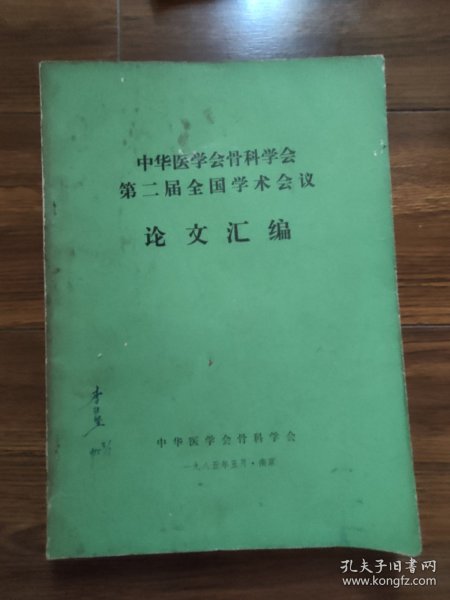 中华医学会骨科学会
第二届全国学术会议
论文汇编
中华医学会骨科学会
一九八五年五月·南京
孔夫子旧书网
www.kongfz.com